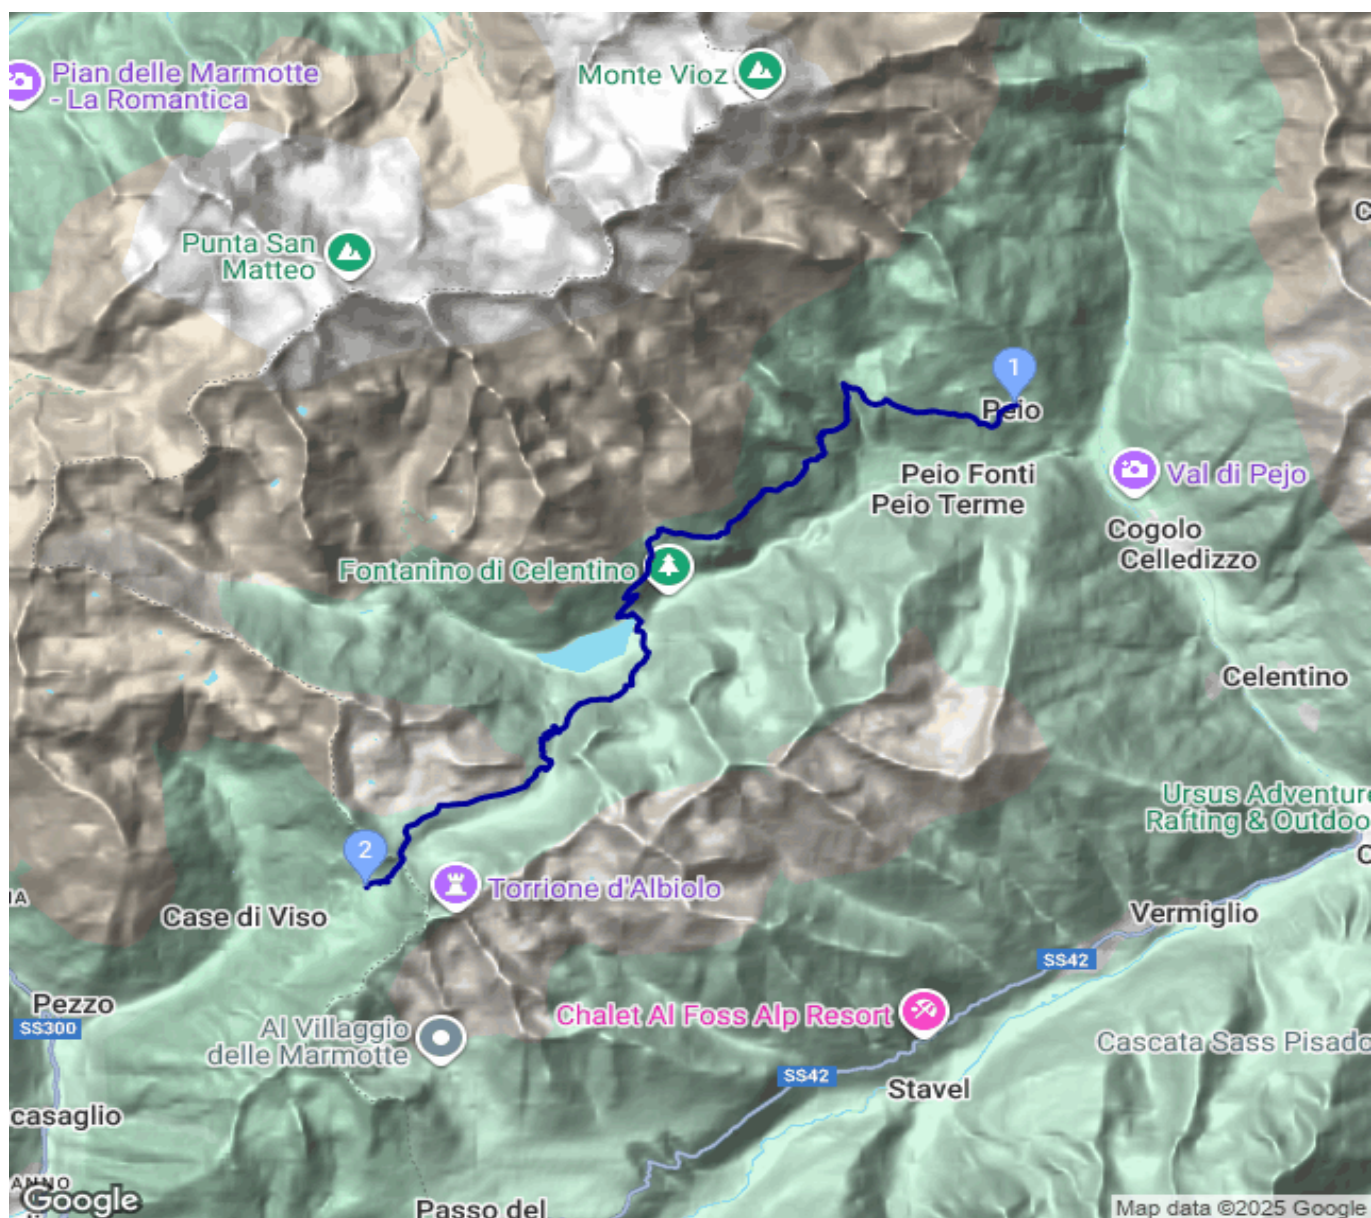 Pian delle Marmotte
- La Romantica
Monte Vioz
Punta San
Matteo
1
Peio
Peio Fonti
Peio Terme
Val di Pejo
Cogolo
Celledizzo
Fontanino di Celentino
Celentino
Ursus Adventure
Rafting & Outdoo
2
Torrione d'Albiolo
Case di Viso
Vermiglio
SS42
Pezzo
SS300
Al Villaggio
delle Marmotte
Chalet Al Foss Alp Resort
Cascata Sass Pisado
SS42
Stavel
casaglio
ANNO
Google
Passo del
Map data ©2025 Google